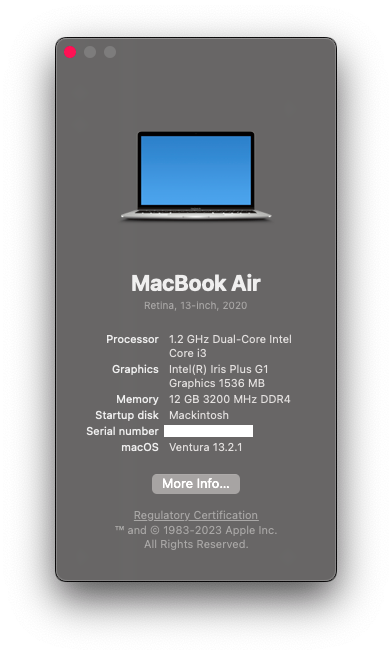 MacBook Air
Retina, 13-inch, 2020
Processor 1.2 GHz Dual-Core Intel
Core i3
Graphics Intel(R) Iris Plus G1
Graphics 1536 MB
Memory 12 GB 3200 MHz DDR4
Startup disk Mackintosh
Serial number
macOS Ventura 13.2.1
More Info...
Regulatory Certification
™ and © 1983-2023 Apple Inc.
All Rights Reserved.